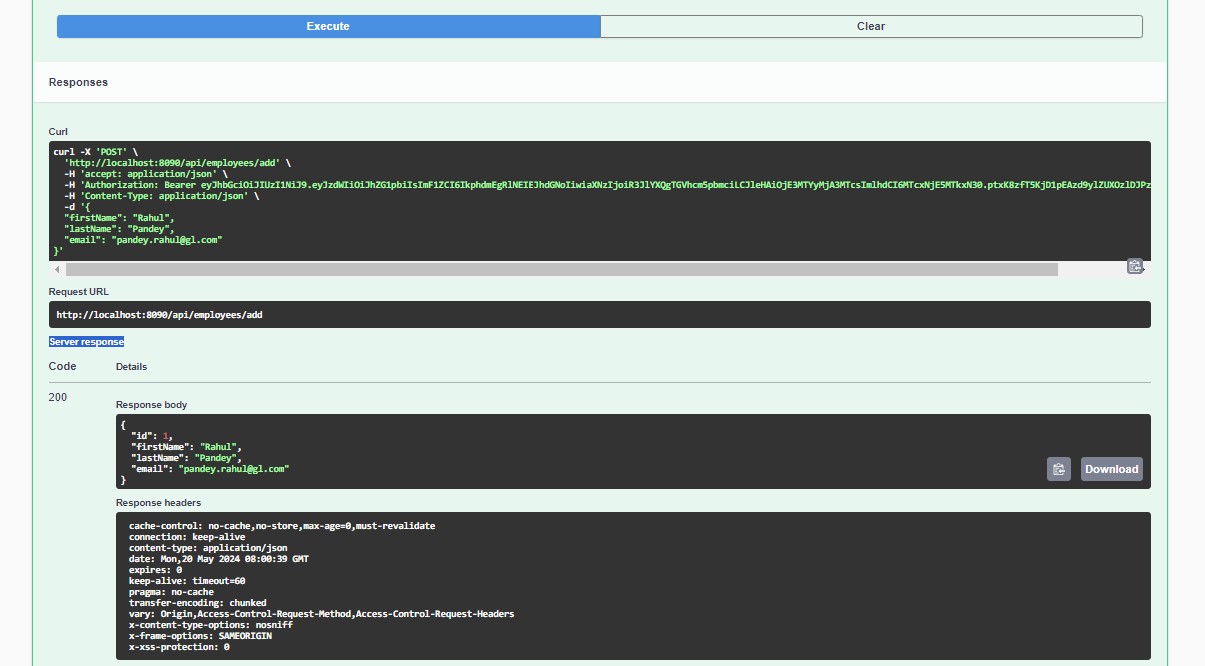 Execute
Clear
Responses
Curl
curl -X 'POST' \
'http://localhost:8090/api/employees/add' \
-H 'accept: application/json' \
-H 'Authorization: Bearer
-H 'Content-Type: application/json' \
-d '{
"firstName": "Rahul",
"lastName": "Pandey",
"email": "pandey.rahul@gl.com"
}'
Request URL
http://localhost:8090/api/employees/add
Server response
Code Details
200
Response body
{
"id": 1,
"firstName": "Rahul",
"lastName": "Pandey",
"email": "pandey.rahul@gl.com"
}
Download
Response headers
cache-control: no-cache,no-store,max-age=0,must-revalidate
connection: keep-alive
content-type: application/json
date: Mon,20 May 2024 08:00:39 GMT
expires: 0
keep-alive: timeout=60
pragma: no-cache
transfer-encoding: chunked
vary: Origin,Access-Control-Request-Method,Access-Control-Request-Headers
x-content-type-options: nosniff
x-frame-options: SAMEORIGIN
x-xss-protection: 0